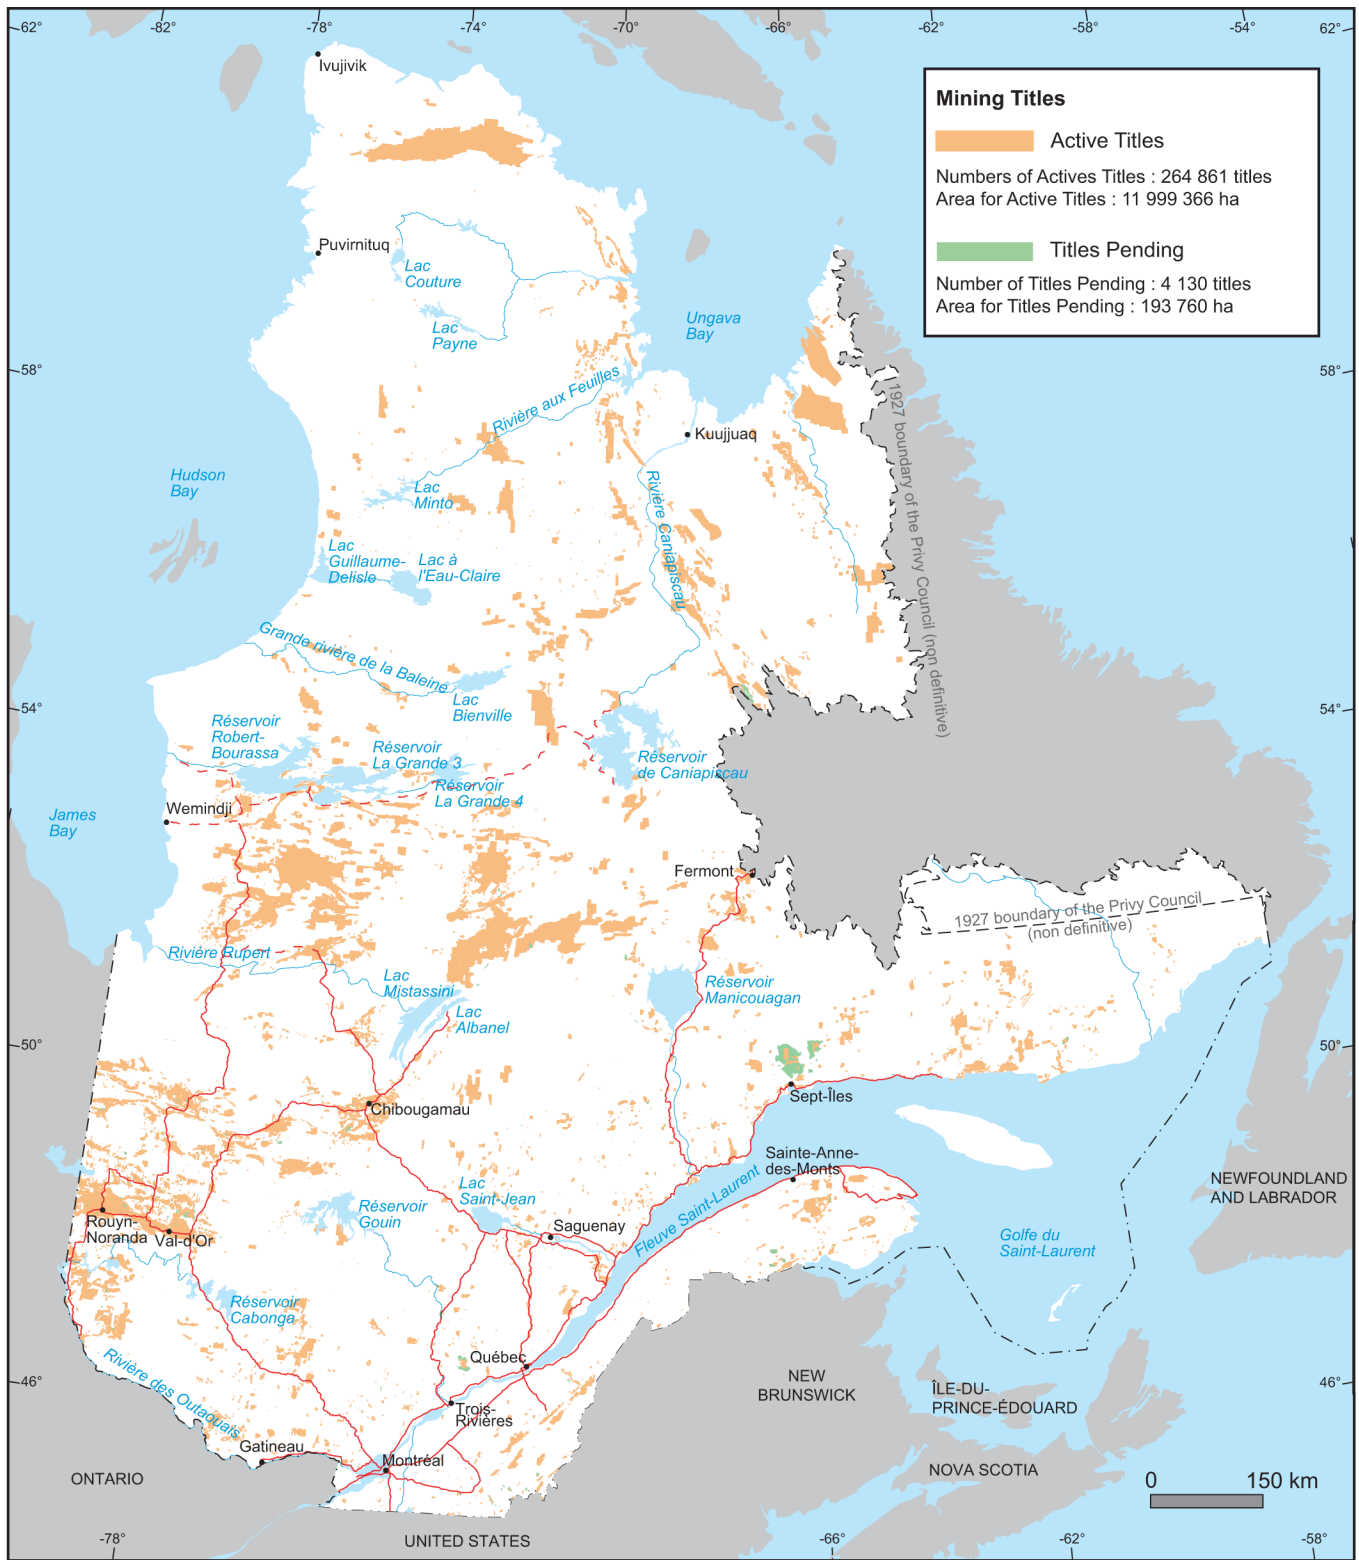 62°
-82°
-78°
-74°
-70°
-66°
-62°
-58°
-54°
62°
Ivujivik
Mining Titles
Active Titles
Numbers of Actives Titles : 264 861 titles
Area for Active Titles : 11 999 366 ha
Titles Pending
Number of Titles Pending : 4 130 titles
Area for Titles Pending : 193 760 ha
Puvirnituq
Lac
Couture
Lac
Payne
Ungava
Bay
58°
58°
Rivière aux Feuilles
Kuujjuaq
1927 boundary of the Privy Council (non definitive)
Hudson
Bay
Lac
Minto
Rivière Caniapiscau
Lac
Guillaume-
Delisle
Lac à
l'Eau-Claire
Grande rivière de la Baleine
Lac
Bienville
54°
54°
Réservoir
Robert-
Bourassa
Réservoir
La Grande 3
Réservoir
La Grande 4
Réservoir
de Caniapiscau
Wemindji
James
Bay
Fermont
1927 boundary of the Privy Council
(non definitive)
Rivière Rupert
Lac
Mistassini
Lac
Albanel
Réservoir
Manicouagan
50°
50°
Sept-Îles
Chibougamau
Sainte-Anne-
des-Monts
Lac
Saint-Jean
Réservoir
Gouin
Saguenay
Fleuve Saint-Laurent
NEWFOUNDLAND
AND LABRADOR
Rouyn-
Noranda
Val-d'Or
Golfe du
Saint-Laurent
Réservoir
Cabonga
Québec
46°
46°
Rivière des Outaouais
NEW
BRUNSWICK
ÎLE-DU-
PRINCE-ÉDOUARD
Trois-
Rivières
Gatineau
Montréal
ONTARIO
NOVA SCOTIA
0
150 km
UNITED STATES
-78°
-66°
-62°
-58°